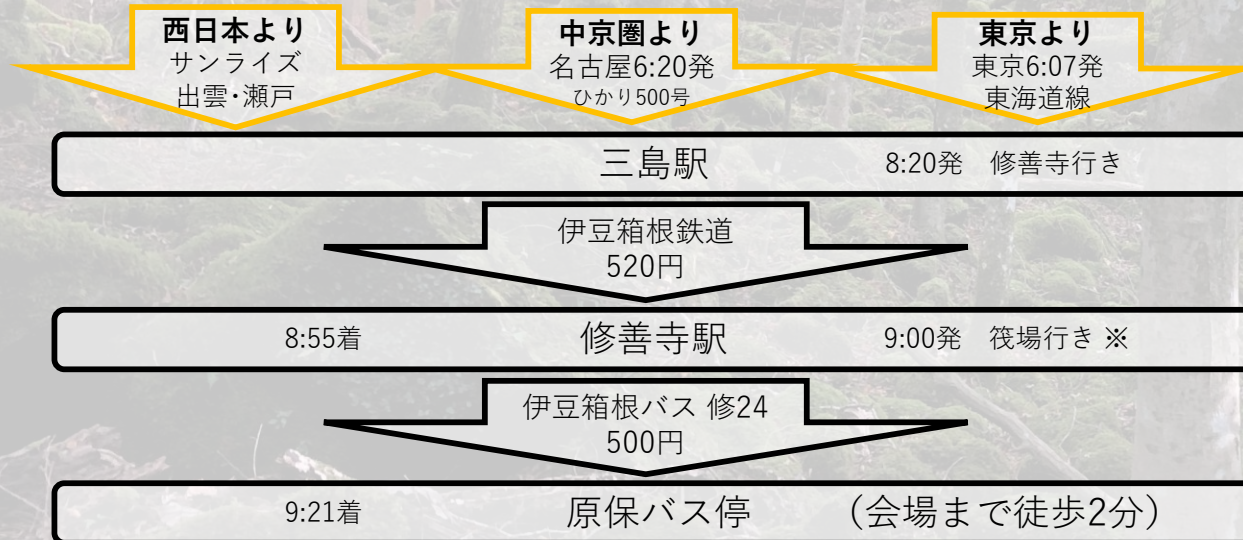 西日本より
サンライズ
出雲･瀬戸
中京圏より
名古屋6:20発
ひかり500号
東京より
東京6:07発
東海道線
三島駅 8:20発 修善寺行き
伊豆箱根鉄道
520円
8:55着 修善寺駅 9:00発 筏場行き ※
伊豆箱根バス 修24
500円
9:21着 原保バス停 (会場まで徒歩2分)